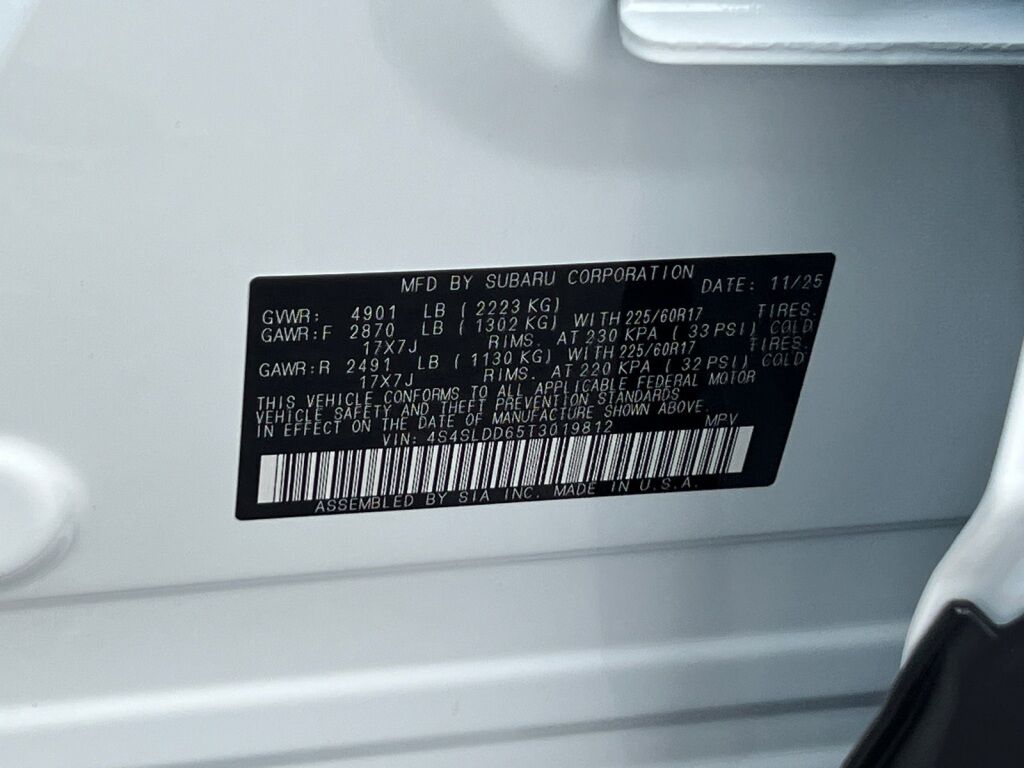 MFD BY SUBARU CORPORATION DATE: 11/25
GVWR: 4901 LB ( 2223 KG)
GAWR:F 2870 LB ( 1302 KG) WITH 225/60R17 TIRES.
17X7J RIMS. AT 230 KPA ( 33 PSI) COLD
GAWR:R 2491 LB ( 1130 KG) WITH 225/60R17 TIRES.
17X7J RIMS. AT 220 KPA ( 32 PSI) COLD
THIS VEHICLE CONFORMS TO ALL APPLICABLE FEDERAL MOTOR
VEHICLE SAFETY AND THEFT PREVENTION STANDARDS
IN EFFECT ON THE DATE OF MANUFACTURE SHOWN ABOVE.
VIN: 4S4SLDD65T3019812 MPV
ASSEMBLED BY SIA INC. MADE IN U.S.A.